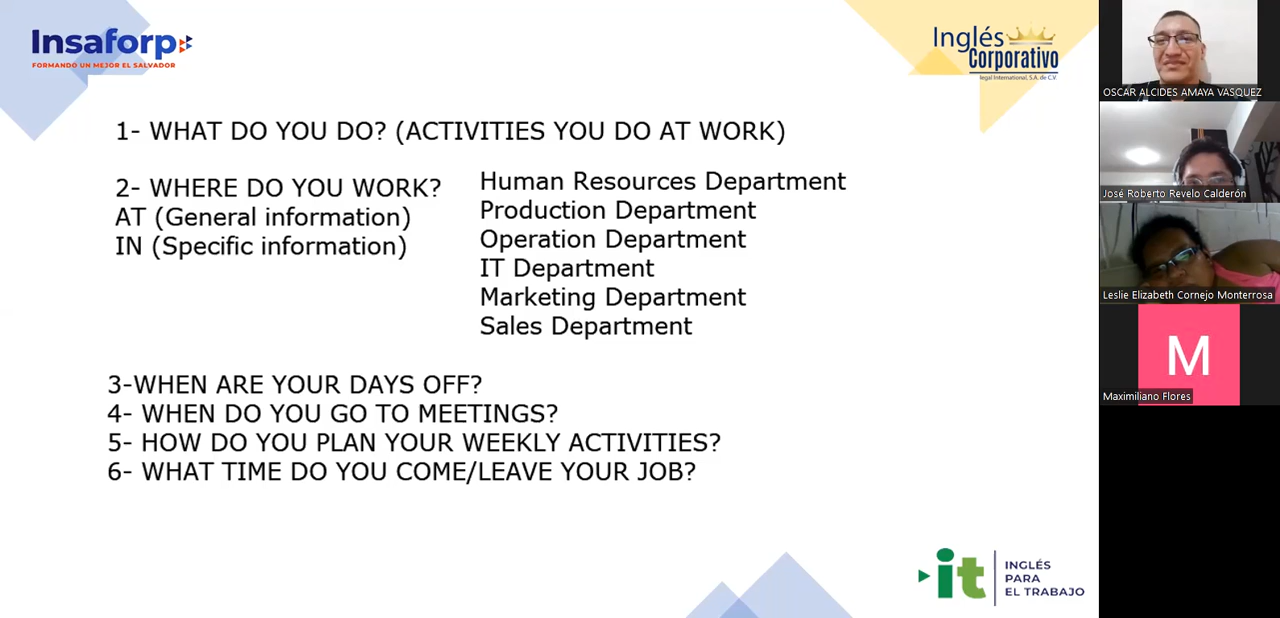 Insaforp
FORMANDO UN MEJOR EL SALVADOR
Inglés
Corporativo
legal International, S.A. de C.V.
1- WHAT DO YOU DO? (ACTIVITIES YOU DO AT WORK)
2- WHERE DO YOU WORK?
AT (General information)
IN (Specific information)
Human Resources Department
Production Department
Operation Department
IT Department
Marketing Department
Sales Department
3-WHEN ARE YOUR DAYS OFF?
4- WHEN DO YOU GO TO MEETINGS?
5- HOW DO YOU PLAN YOUR WEEKLY ACTIVITIES?
6- WHAT TIME DO YOU COME/LEAVE YOUR JOB?
it
INGLÉS
PARA
EL TRABAJO
OSCAR ALCIDES AMAYA VASQUEZ
José Roberto Revelo Calderón
Leslie Elizabeth Cornejo Monterrosa
M
Maximiliano Flores